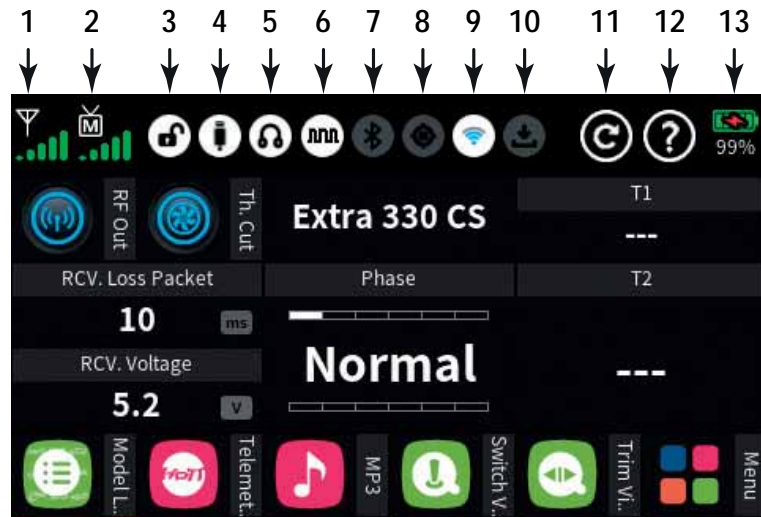 1 2 3 4 5 6 7 8 9 10 11 12 13
M
?
99%
RF Out
Th. Cut
Extra 330 CS
T1
---
RCV. Loss Packet
Phase
T2
10 ms
Normal
---
RCV. Voltage
5.2 V
Model L..
HoTT
Telemet..
MP3
Switch V..
Trim Vi..
Menu